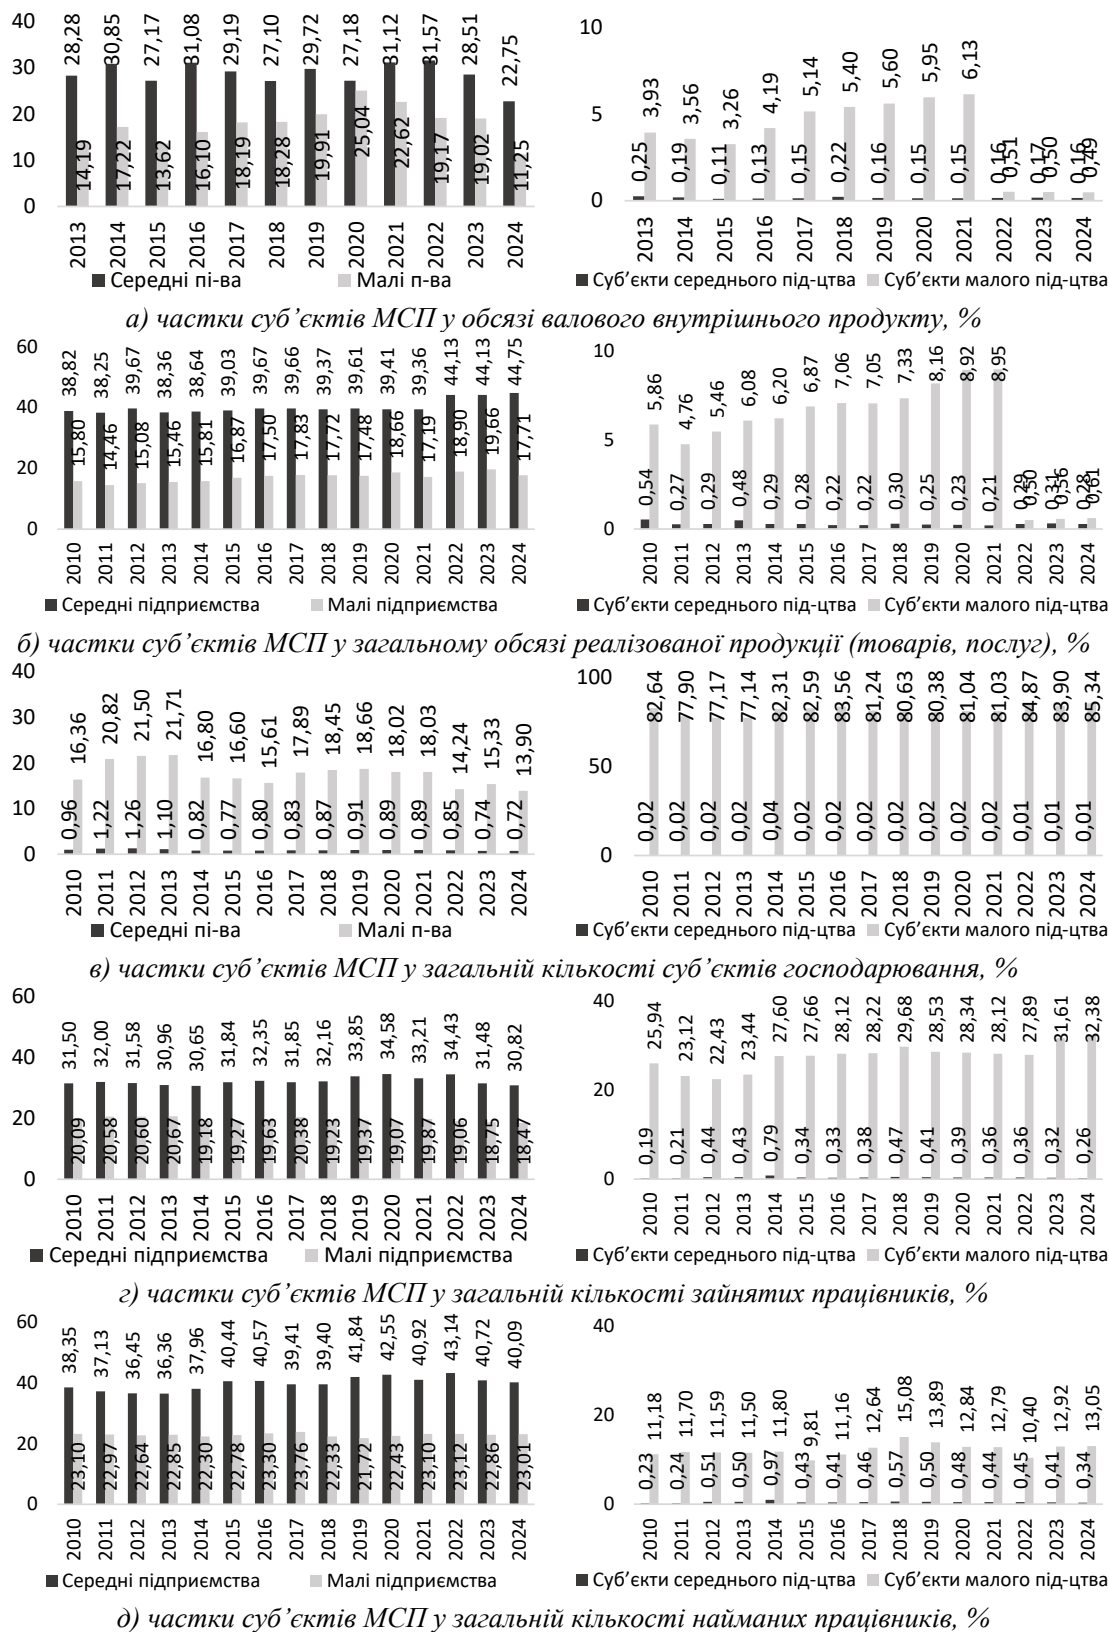 40
30
20
10
0
28,28 30,85 27,17 31,08 29,19 27,10 29,72 27,18 31,12 31,57 28,51 22,75
14,19 17,22 13,62 16,10 18,19 18,28 19,91 25,04 22,62 19,17 19,02 11,25
2013 2014 2015 2016 2017 2018 2019 2020 2021 2022 2023 2024
Середні пі-ва Малі п-ва
10
5
0
3,93 3,56 3,26 4,19 5,14 5,40 5,60 5,95 6,13 0,51 0,50 0,49
0,25 0,19 0,11 0,13 0,15 0,22 0,16 0,15 0,15 0,16 0,17 0,16
2013 2014 2015 2016 2017 2018 2019 2020 2021 2022 2023 2024
Суб’єкти середнього під-цтва Суб’єкти малого під-цтва
а) частки суб’єктів МСП у обсязі валового внутрішнього продукту, %
60
40
20
0
38,82 38,25 39,67 38,36 38,64 39,03 39,67 39,66 39,37 39,61 39,41 39,36 44,13 44,13 44,75
15,80 14,46 15,08 15,46 15,81 16,87 17,50 17,83 17,72 17,48 18,66 17,19 18,90 19,66 17,71
2010 2011 2012 2013 2014 2015 2016 2017 2018 2019 2020 2021 2022 2023 2024
Середні підприємства Малі підприємства
10
5
0
5,86 4,76 5,46 6,08 6,20 6,87 7,06 7,05 7,33 8,16 8,92 8,95 0,50 0,56 0,61
0,54 0,27 0,29 0,48 0,29 0,28 0,22 0,22 0,30 0,25 0,23 0,21 0,29 0,31 0,28
2010 2011 2012 2013 2014 2015 2016 2017 2018 2019 2020 2021 2022 2023 2024
Суб’єкти середнього під-цтва Суб’єкти малого під-цтва
б) частки суб’єктів МСП у загальному обсязі реалізованої продукції (товарів, послуг), %
40
30
20
10
0
16,36 20,82 21,50 21,71 16,80 16,60 15,61 17,89 18,45 18,66 18,02 18,03 14,24 15,33 13,90
0,96 1,22 1,26 1,10 0,82 0,77 0,80 0,83 0,87 0,91 0,89 0,89 0,85 0,74 0,72
2010 2011 2012 2013 2014 2015 2016 2017 2018 2019 2020 2021 2022 2023 2024
Середні пі-ва Малі п-ва
100
50
0
82,64 77,90 77,17 77,14 82,31 82,59 83,56 81,24 80,63 80,38 81,04 81,03 84,87 83,90 85,34
0,02 0,02 0,02 0,02 0,04 0,02 0,02 0,02 0,02 0,02 0,02 0,02 0,01 0,01 0,01
2010 2011 2012 2013 2014 2015 2016 2017 2018 2019 2020 2021 2022 2023 2024
Суб’єкти середнього під-цтва Суб’єкти малого під-цтва
в) частки суб’єктів МСП у загальній кількості суб’єктів господарювання, %
60
40
20
0
31,50 32,00 31,58 30,96 30,65 31,84 32,35 31,85 32,16 33,85 34,58 33,21 34,43 31,48 30,82
20,09 20,58 20,60 20,67 19,18 19,27 19,63 20,38 19,23 19,37 19,07 19,87 19,06 18,75 18,47
2010 2011 2012 2013 2014 2015 2016 2017 2018 2019 2020 2021 2022 2023 2024
Середні підприємства Малі підприємства
40
20
0
25,94 23,12 22,43 23,44 27,60 27,66 28,12 28,22 29,68 28,53 28,34 28,12 27,89 31,61 32,38
0,19 0,21 0,44 0,43 0,79 0,34 0,33 0,38 0,47 0,41 0,39 0,36 0,36 0,32 0,26
2010 2011 2012 2013 2014 2015 2016 2017 2018 2019 2020 2021 2022 2023 2024
Суб’єкти середнього під-цтва Суб’єкти малого під-цтва
г) частки суб’єктів МСП у загальній кількості зайнятих працівників, %
60
40
20
0
38,35 37,13 36,45 36,36 37,96 40,44 40,57 39,41 39,40 41,84 42,55 40,92 43,14 40,72 40,09
23,10 22,97 22,64 22,85 22,30 22,78 23,30 23,76 22,33 21,72 22,43 23,10 23,12 22,86 23,01
2010 2011 2012 2013 2014 2015 2016 2017 2018 2019 2020 2021 2022 2023 2024
Середні підприємства Малі підприємства
40
20
0
11,18 11,70 11,59 11,50 11,80 9,81 11,16 12,64 15,08 13,89 12,84 12,79 10,40 12,92 13,05
0,23 0,24 0,51 0,50 0,97 0,43 0,41 0,46 0,57 0,50 0,48 0,44 0,45 0,41 0,34
2010 2011 2012 2013 2014 2015 2016 2017 2018 2019 2020 2021 2022 2023 2024
Суб’єкти середнього під-цтва Суб’єкти малого під-цтва
д) частки суб’єктів МСП у загальній кількості найманих працівників, %